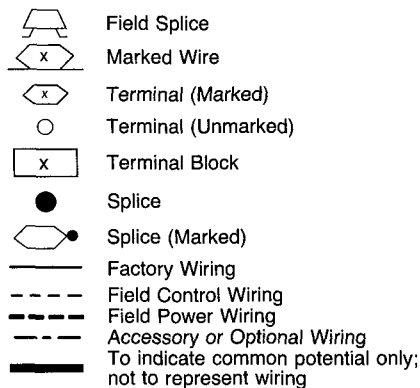 Field Splice
x Marked Wire
x Terminal (Marked)
Terminal (Unmarked)
x Terminal Block
Splice
Splice (Marked)
Factory Wiring
Field Control Wiring
Field Power Wiring
Accessory or Optional Wiring
To indicate common potential only;
not to represent wiring